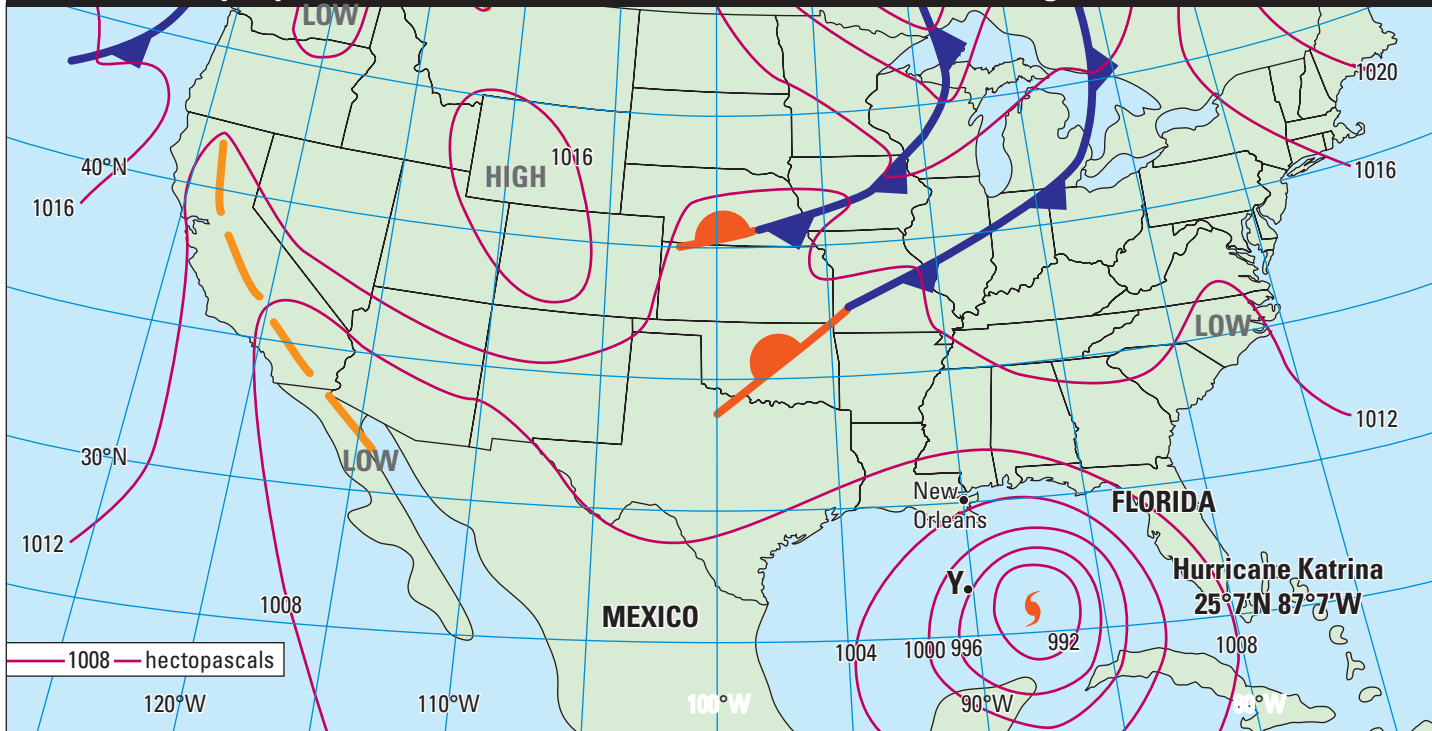 LOW
1020
HIGH
1016
40°N
1016
1016
LOW
1012
30°N
LOW
New
Orleans
FLORIDA
1012
Hurricane Katrina
25°7'N 87°7'W
Y
1008
MEXICO
1004
1000
996
992
1008
1008
hectopascals
120°W
110°W
100°W
90°W
80°W